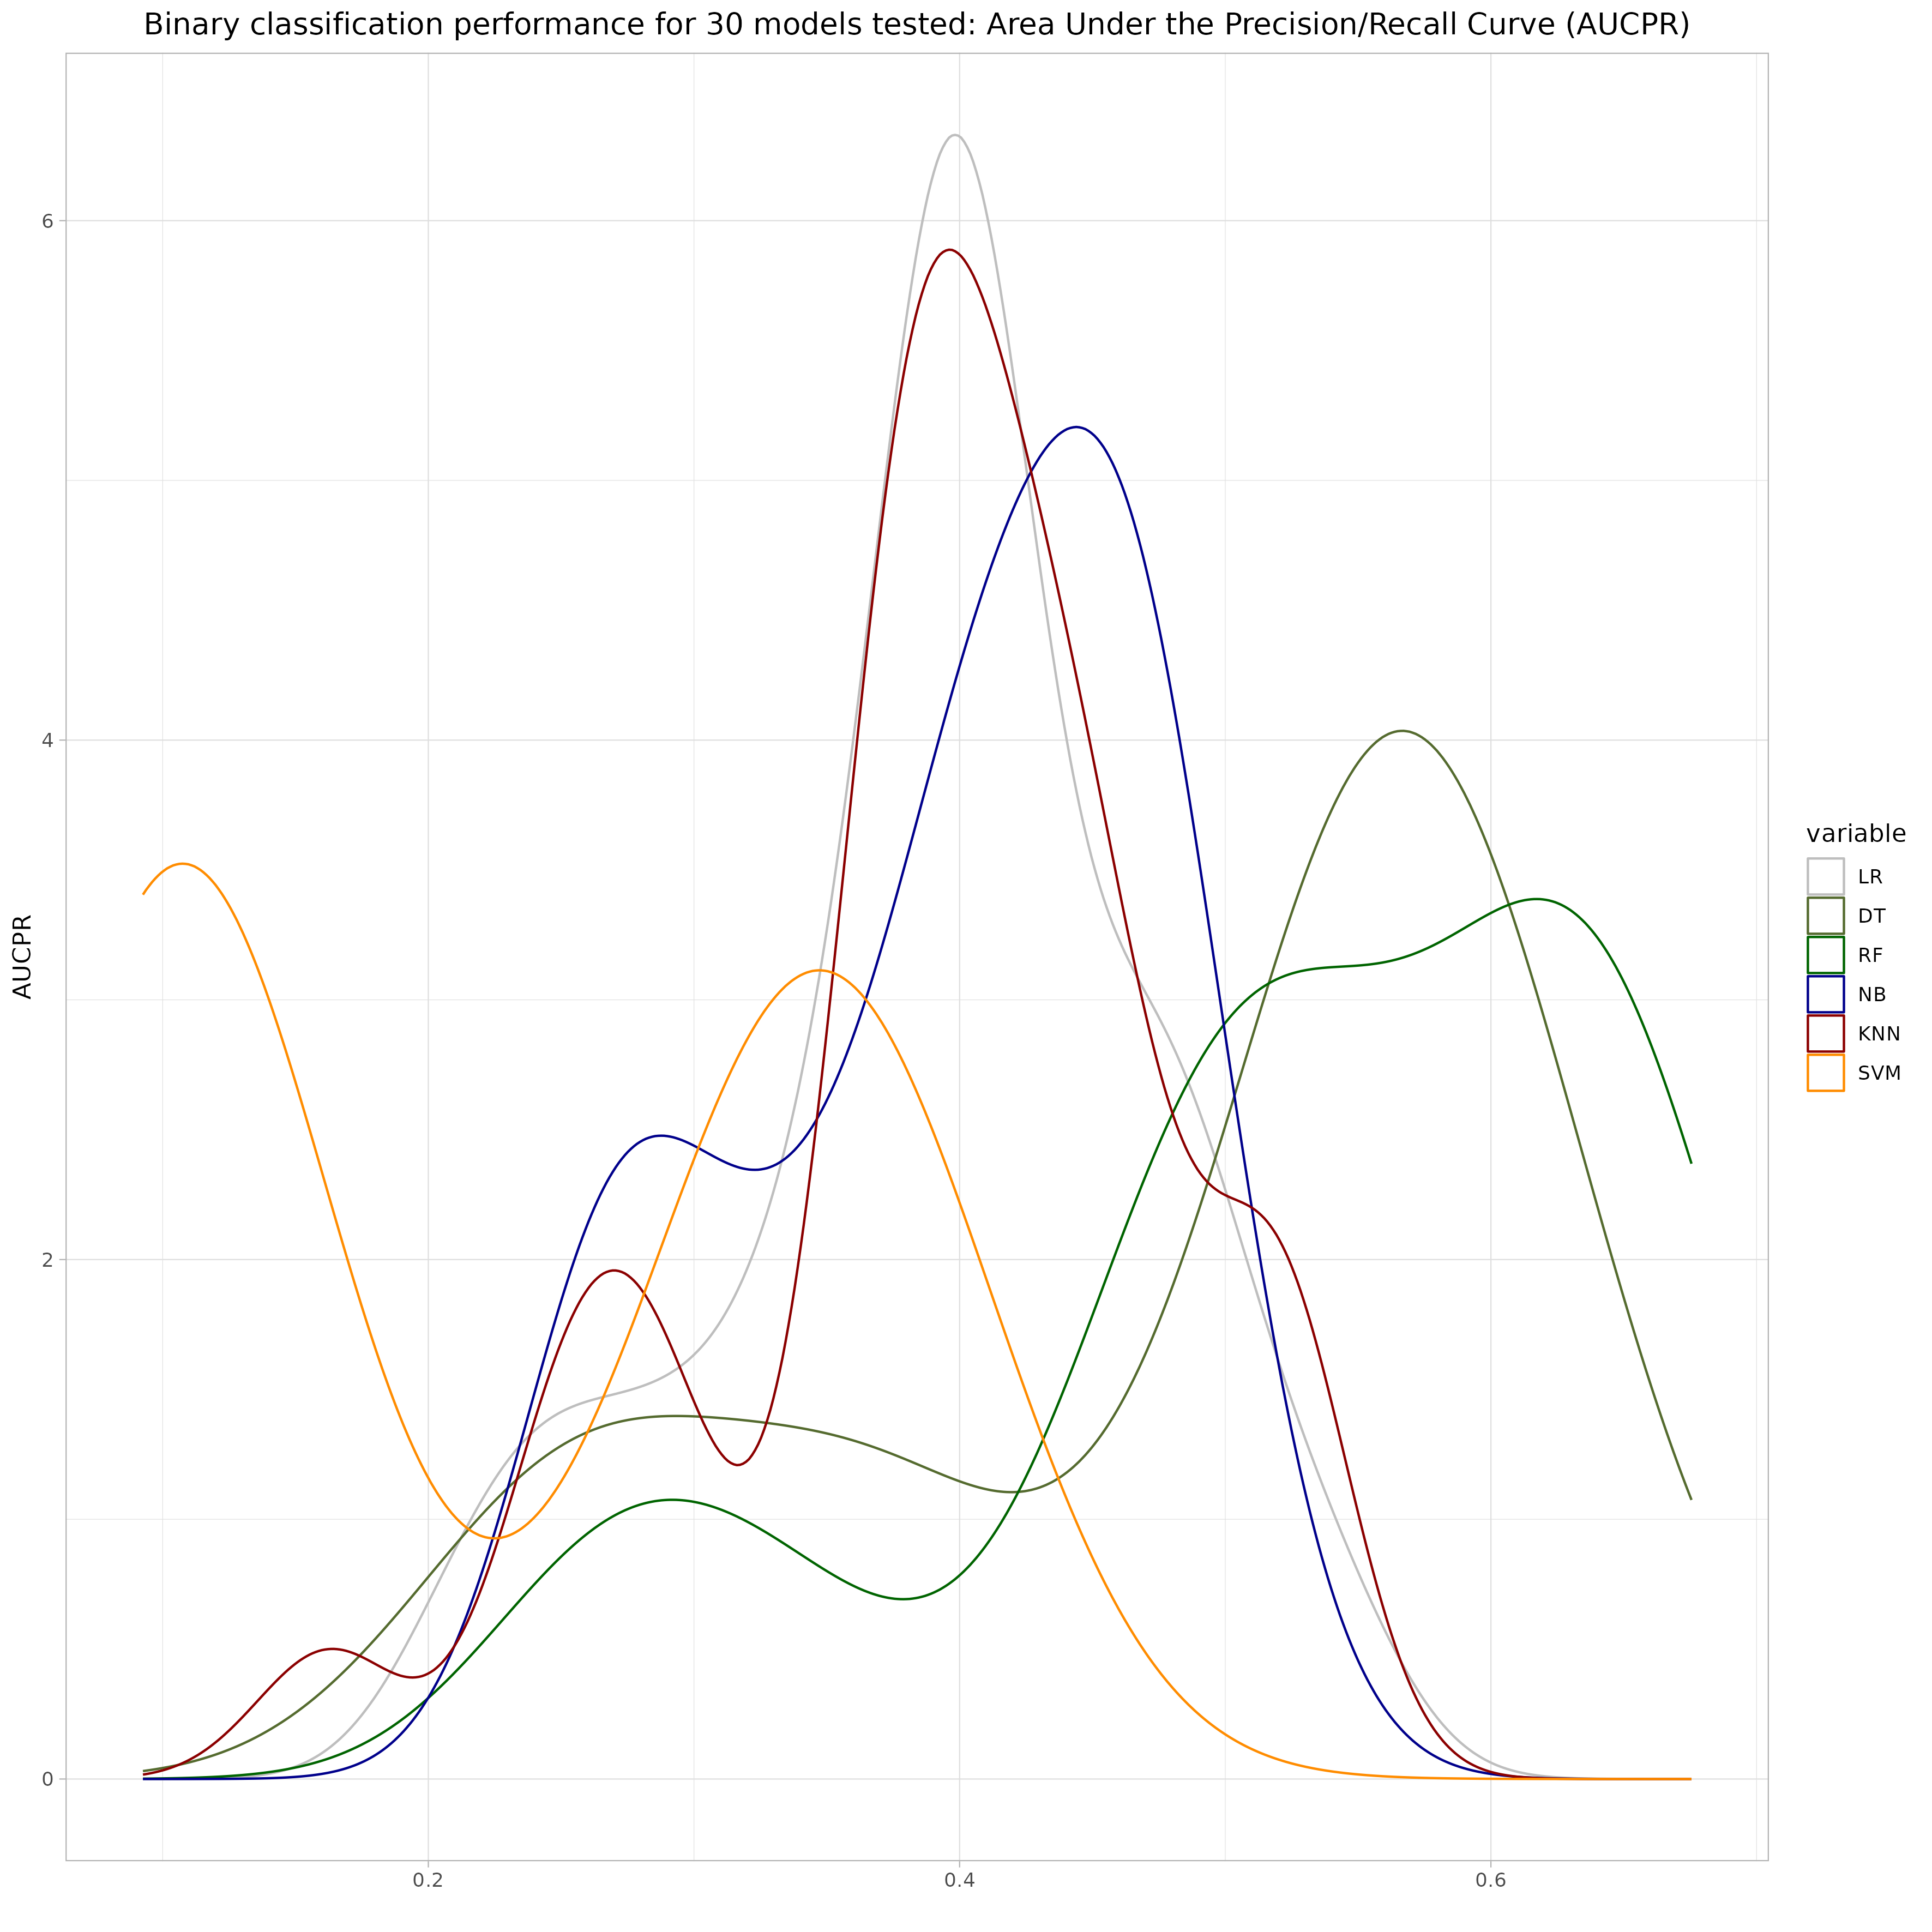 Binary classification performance for 30 models tested: Area Under the Precision/Recall Curve (AUCPR)
6
4
2
0
AUCPR
0.2 0.4 0.6
variable
LR
DT
RF
NB
KNN
SVM